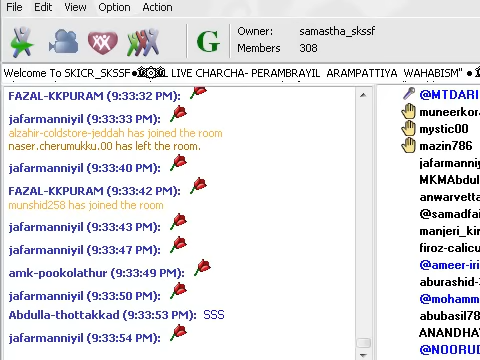 File Edit View Option Action
G
Owner: samastha_skssf
Members 308
Welcome To SKICR_SKSSF LIVE CHARCHA- PERAMBRAYIL ARAMPATTIYA WAHABISM"
FAZAL-KKPURAM (9:33:32 PM):
jafarmanniyil (9:33:33 PM):
alzahir-coldstore-jeddah has joined the room
naser.cherumukku.00 has left the room.
jafarmanniyil (9:33:40 PM):
FAZAL-KKPURAM (9:33:42 PM):
munshid258 has joined the room
jafarmanniyil (9:33:43 PM):
jafarmanniyil (9:33:47 PM):
amk-pookolathur (9:33:49 PM):
jafarmanniyil (9:33:50 PM):
Abdulla-thottakkad (9:33:53 PM): SSS
jafarmanniyil (9:33:54 PM):
@MTDARI
muneerkora
mystic00
mazin786
jafarmanniy
MKMAbdul
anwarvetta
@samadfai
manjeri_kir
firoz-calicu
@ameer-iri
aburashid-
@mohamm
abubasil78
ANANDHA
@NOORUD